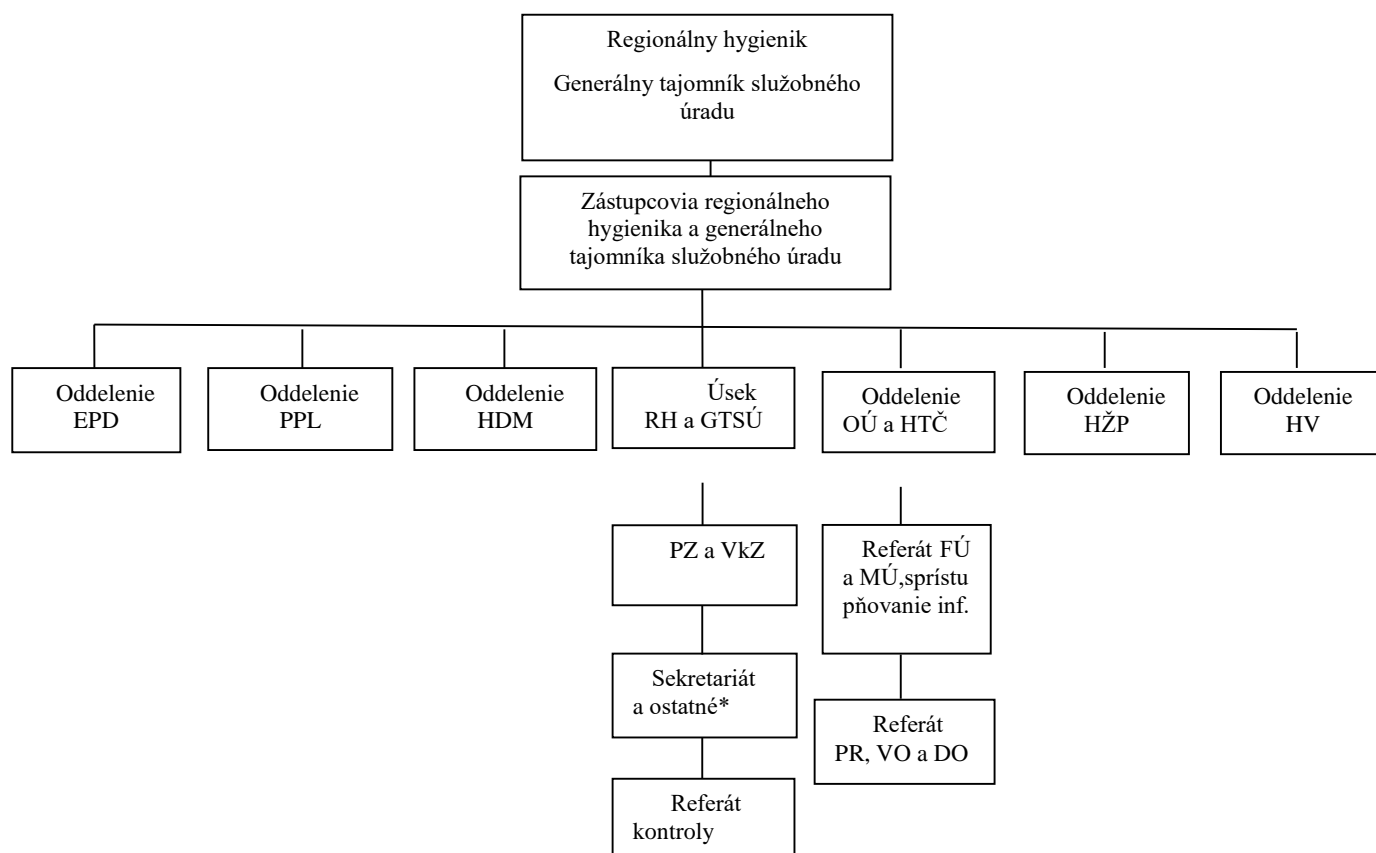 Regionálny hygienik
Generálny tajomník služobného
úradu
Zástupcovia regionálneho
hygienika a generálneho
tajomníka služobného úradu
Oddelenie
EPD
Oddelenie
PPL
Oddelenie
HDM
Úsek
RH a GTSÚ
Oddelenie
OÚ a HTČ
Oddelenie
HŽP
Oddelenie
HV
PZ a VkZ
Referát FÚ
a MÚ,sprístu
pňovanie inf.
Sekretariát
a ostatné*
Referát
PR, VO a DO
Referát
kontroly